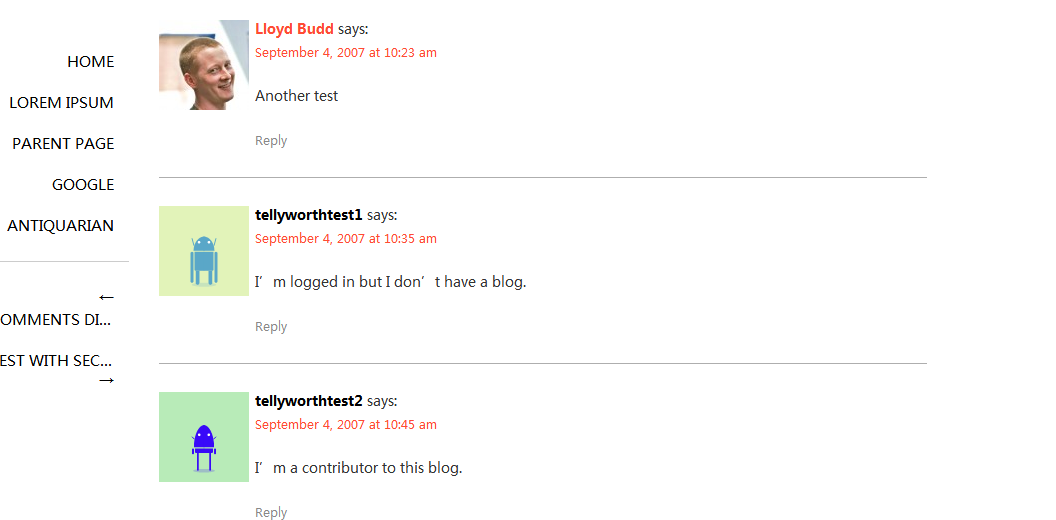 HOME
LOREM IPSUM
PARENT PAGE
GOOGLE
ANTIQUARIAN
←
OMMENTS DI...
EST WITH SEC...
→
Lloyd Budd says:
September 4, 2007 at 10:23 am
Another test
Reply
tellyworthtest1 says:
September 4, 2007 at 10:35 am
I’m logged in but I don’t have a blog.
Reply
tellyworthtest2 says:
September 4, 2007 at 10:45 am
I’m a contributor to this blog.
Reply